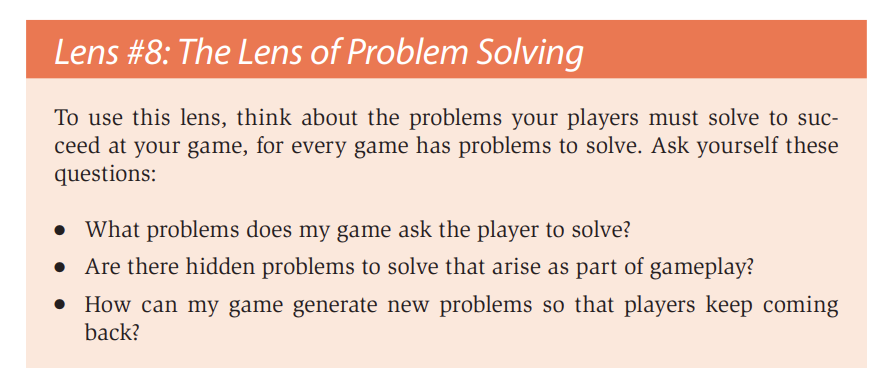 Lens #8: The Lens of Problem Solving
To use this lens, think about the problems your players must solve to suc-
ceed at your game, for every game has problems to solve. Ask yourself these
questions:
● What problems does my game ask the player to solve?
● Are there hidden problems to solve that arise as part of gameplay?
● How can my game generate new problems so that players keep coming
back?